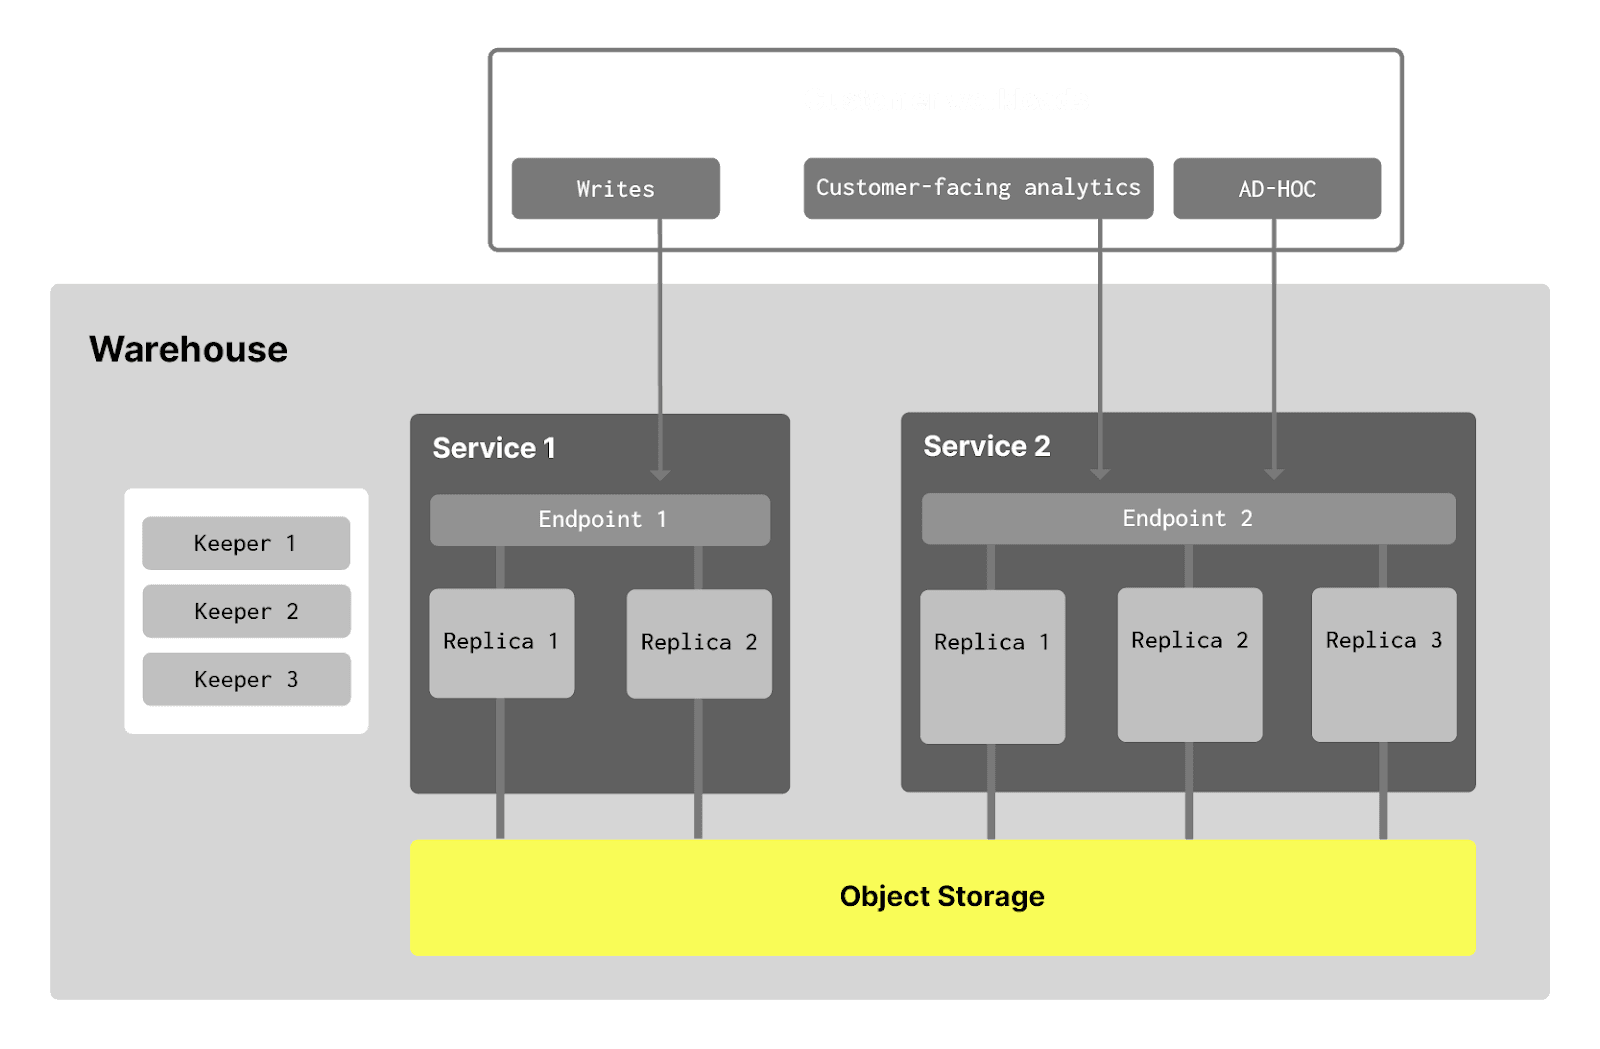 Writes
Customer-facing analytics
AD-HOC
Warehouse
Service 1
Service 2
Endpoint 1
Endpoint 2
Keeper 1
Keeper 2
Keeper 3
Replica 1
Replica 2
Replica 1
Replica 2
Replica 3
Object Storage